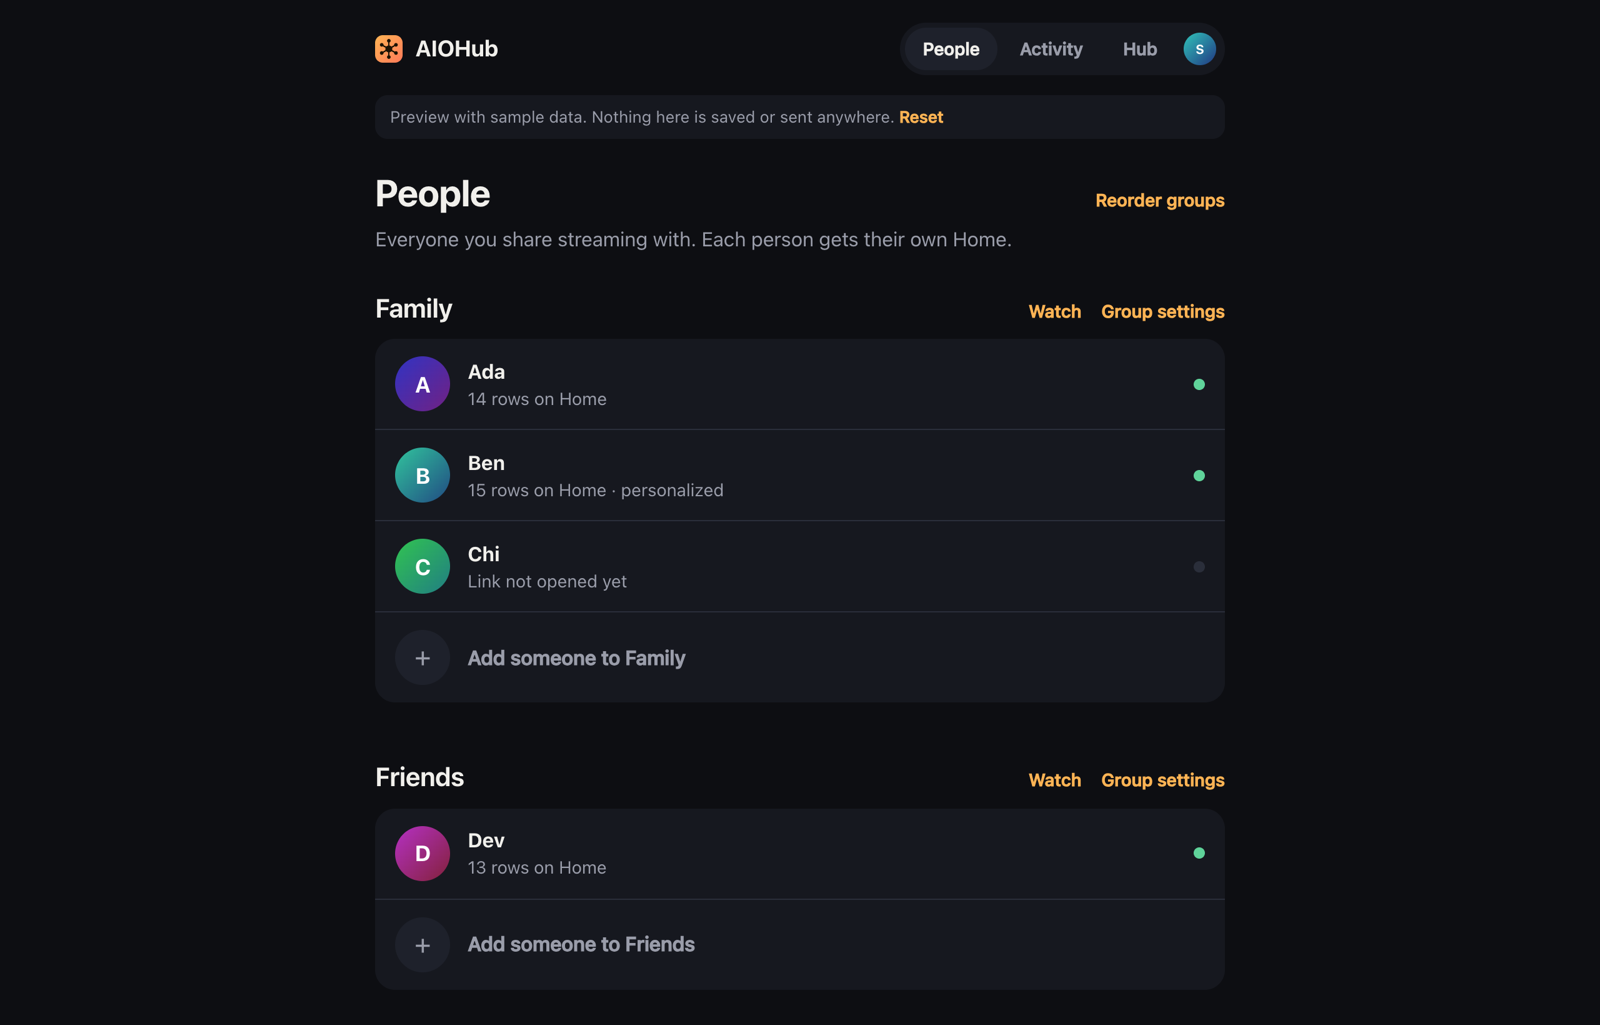 AIOHub
People
Activity
Hub
S
Preview with sample data. Nothing here is saved or sent anywhere. Reset
People
Reorder groups
Everyone you share streaming with. Each person gets their own Home.
Family
Watch
Group settings
A
Ada
14 rows on Home
B
Ben
15 rows on Home · personalized
C
Chi
Link not opened yet
+
Add someone to Family
Friends
Watch
Group settings
D
Dev
13 rows on Home
+
Add someone to Friends